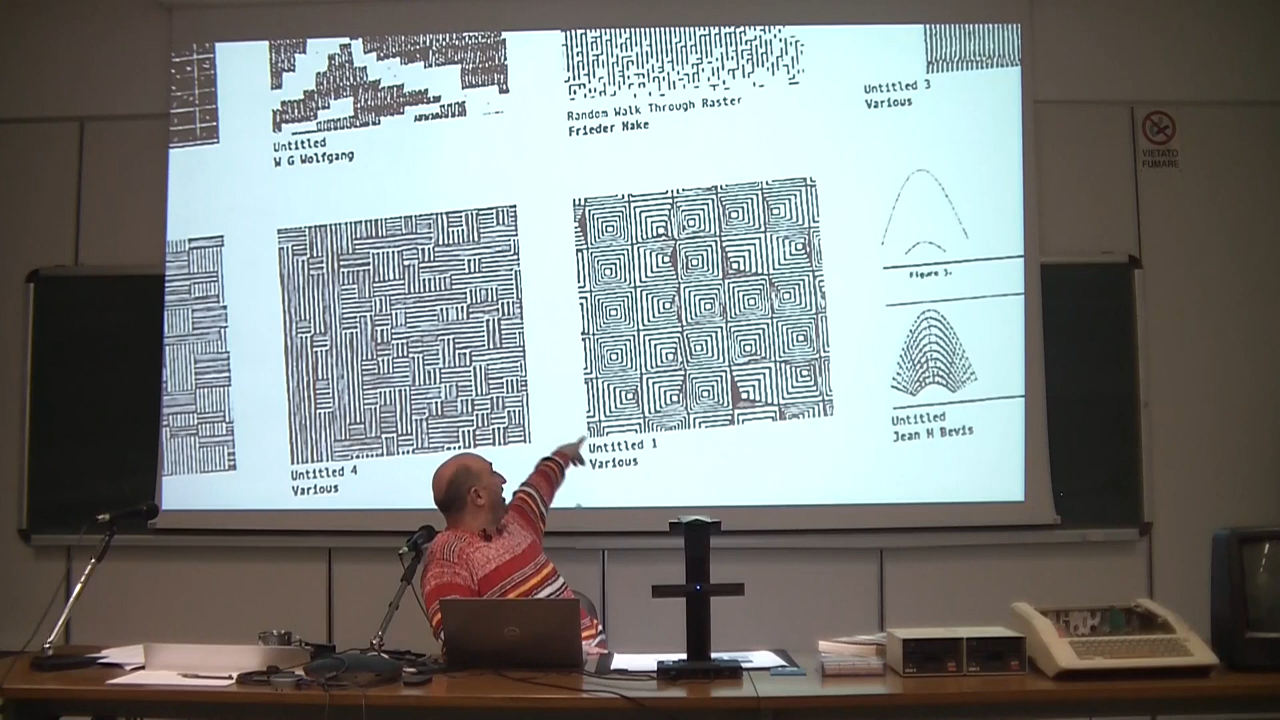 Untitled
W G Wolfgang
Random Walk Through Raster
Frieder Nake
Untitled 3
Various
VIETATO
FUMARE
Figure 3.
Untitled 4
Various
Untitled 1
Various
Untitled
Jean H Bevis